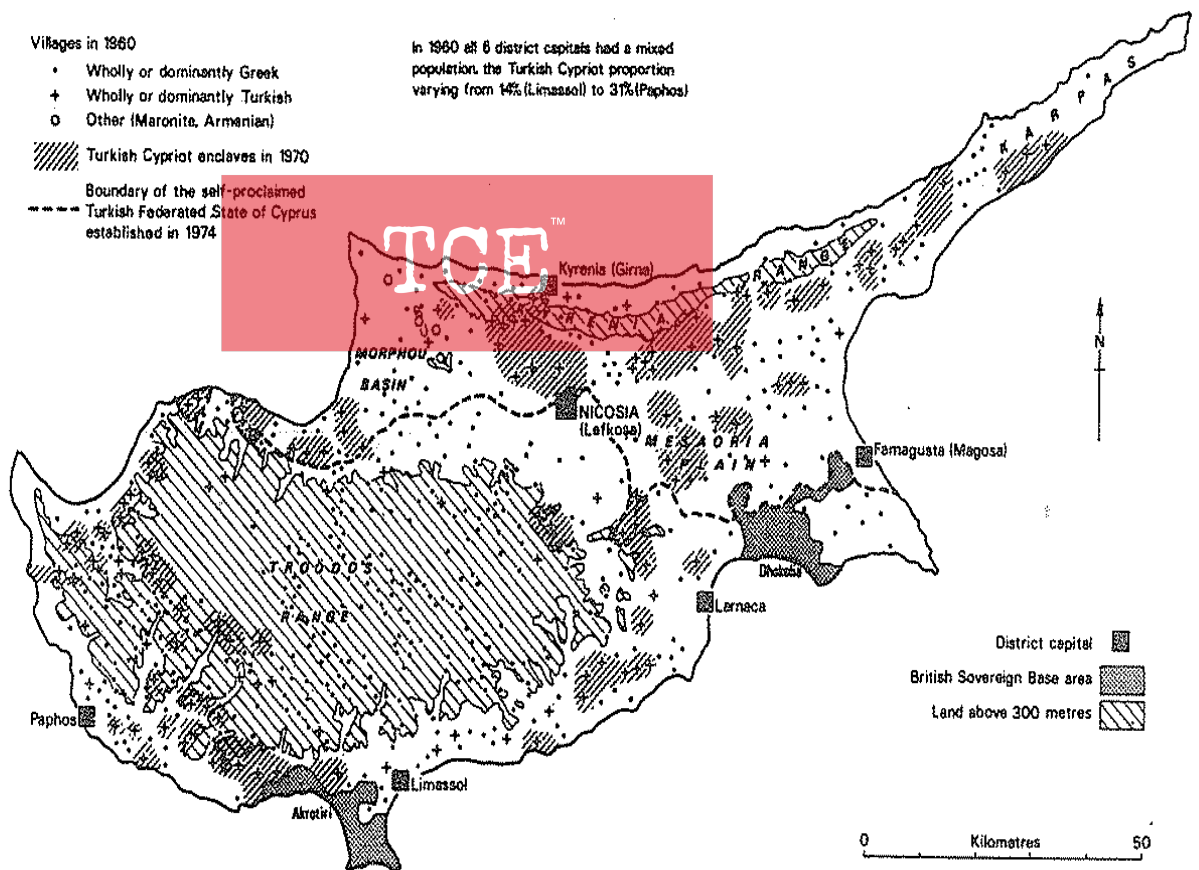 Villages in 1960
Wholly or dominantly Greek
Wholly or dominantly Turkish
Other (Maronite, Armenian)
Turkish Cypriot enclaves in 1970
Boundary of the self-proclaimed
Turkish Federated State of Cyprus
established in 1974
In 1960 all 6 district capitals had a mixed
population, the Turkish Cypriot proportion
varying from 14% (Limassol) to 31% (Paphos)
TCE™
KARPAS
Kyrenia (Girna)
KYRENIA RANGE
MORPHOU
BASIN
N
NICOSIA
(Lefkoşa)
MESAORIA
PLAIN
Famagusta (Magosa)
Dhekelia
TROODOS
RANGE
Larnaca
District capital
British Sovereign Base area
Land above 300 metres
Paphos
Limassol
Akrotiri
0 Kilometres 50